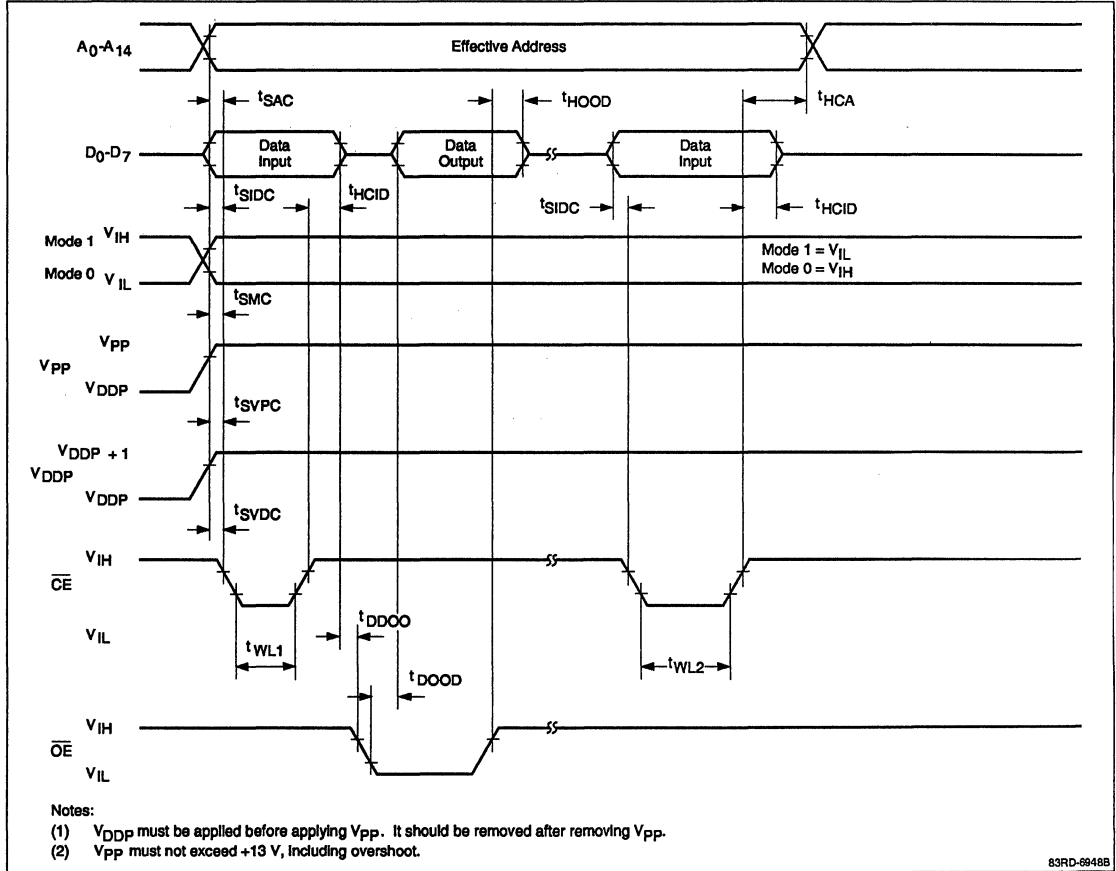 A0-A14 Effective Address
tSAC tHOOD tHCA
D0-D7 Data Input Data Output Data Input
tSIDC tHCID tSIDC tHCID
Mode 1 VIH
Mode 0 VIL
Mode 1 = VIL
Mode 0 = VIH
tSMC
VPP
VPP
VDDP
tSVPC
VDDP + 1
VDDP
VDDP
tSVDC
VIH
CE
VIL
tWL1 tDDOO tWL2
tDOOD
VIH
OE
VIL
Notes:
(1) VDDP must be applied before applying VPP. It should be removed after removing VPP.
(2) VPP must not exceed +13 V, including overshoot.
83RD-6948B